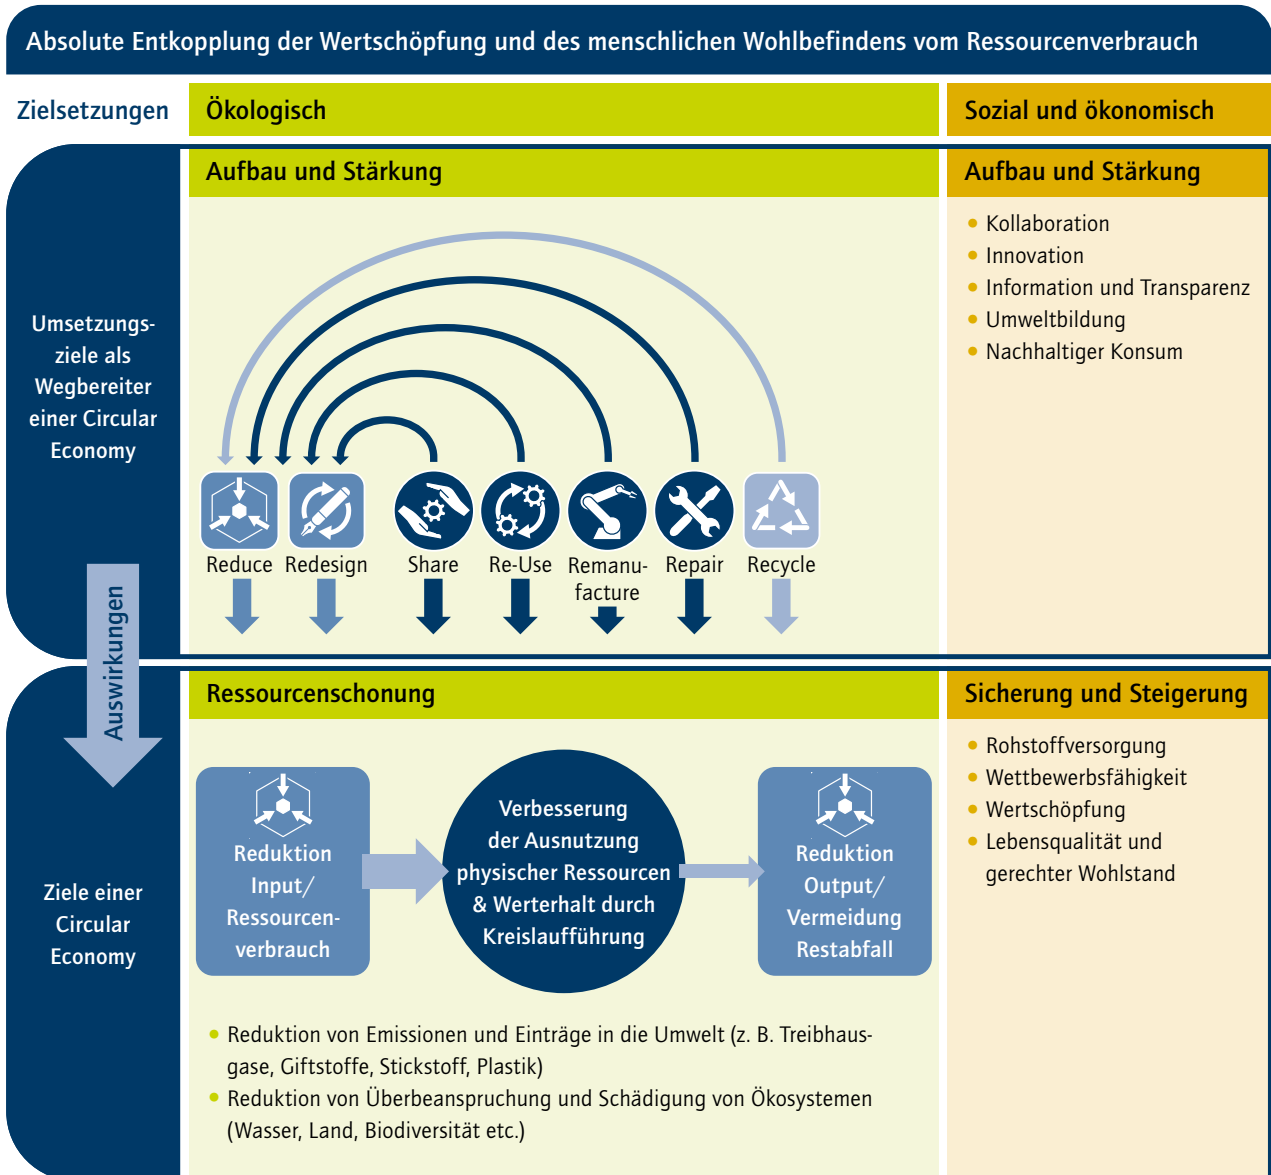 Absolute Entkopplung der Wertschöpfung und des menschlichen Wohlbefindens vom Ressourcenverbrauch
Zielsetzungen
Ökologisch
Sozial und ökonomisch
Umsetzungs-
ziele als
Wegbereiter
einer Circular
Economy
Aufbau und Stärkung
Reduce
Redesign
Share
Re-Use
Remanu-
facture
Repair
Recycle
Aufbau und Stärkung
• Kollaboration
• Innovation
• Information und Transparenz
• Umweltbildung
• Nachhaltiger Konsum
Auswirkungen
Ziele einer
Circular
Economy
Ressourcenschonung
Reduktion
Input/
Ressourcen-
verbrauch
Verbesserung
der Ausnutzung
physischer Ressourcen
& Werterhalt durch
Kreislaufführung
Reduktion
Output/
Vermeidung
Restabfall
• Reduktion von Emissionen und Einträge in die Umwelt (z. B. Treibhaus-
gase, Giftstoffe, Stickstoff, Plastik)
• Reduktion von Überbeanspruchung und Schädigung von Ökosystemen
(Wasser, Land, Biodiversität etc.)
Sicherung und Steigerung
• Rohstoffversorgung
• Wettbewerbsfähigkeit
• Wertschöpfung
• Lebensqualität und
gerechter Wohlstand